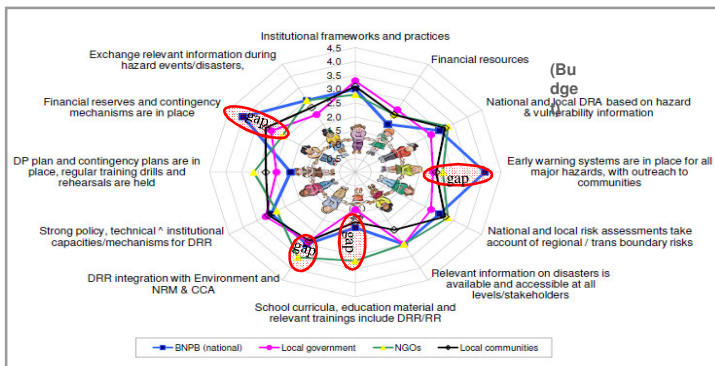 Institutional frameworks and practices
Exchange relevant information during
hazard events/disasters,
Financial resources
(Bu
dge
t)
Financial reserves and contingency
mechanisms are in place
National and local DRA based on hazard
& vulnerability information
4.5
4.0
3.5
3.0
2.5
2.0
1.5
0.5
gap
DP plan and contingency plans are in
place, regular training drills and
rehearsals are held
Early warning systems are in place for all
major hazards, with outreach to
communities
gap
Strong policy, technical ^ institutional
capacities/mechanisms for DRR
National and local risk assessments take
account of regional / trans boundary risks
gap
gap
DRR integration with Environment and
NRM & CCA
Relevant information on disasters is
available and accessible at all
levels/stakeholders
School curricula, education material and
relevant trainings include DRR/RR
BNPB (national) Local government NGOs Local communities